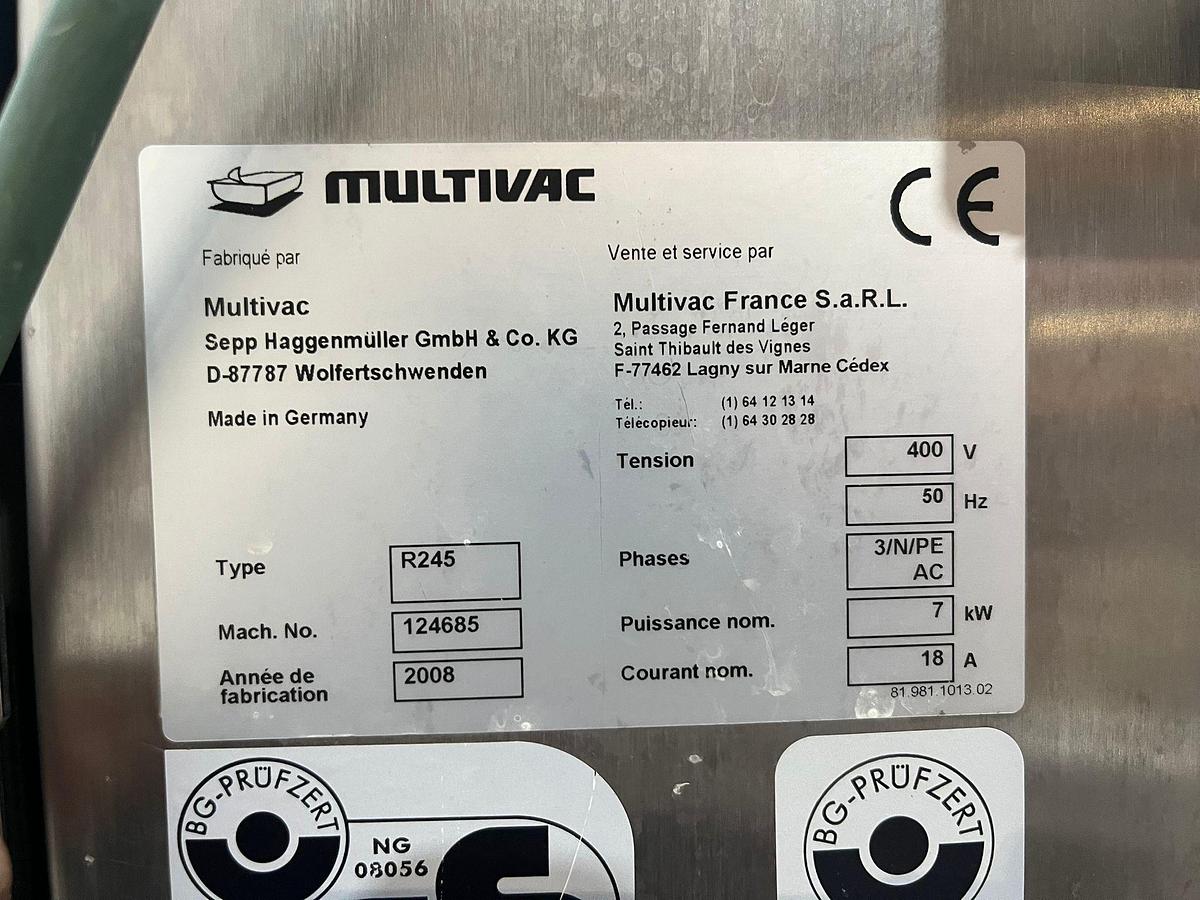 MULTIVAC
CE
Fabriqué par
Multivac
Sepp Haggenmüller GmbH & Co. KG
D-87787 Wolfertschwenden
Made in Germany
Vente et service par
Multivac France S.a.R.L.
2, Passage Fernand Léger
Saint Thibault des Vignes
F-77462 Lagny sur Marne Cédex
Tél.: (1) 64 12 13 14
Télécopieur: (1) 64 30 28 28
Type R245
Mach. No. 124685
Année de
fabrication 2008
Tension 400 V
50 Hz
Phases 3/N/PE
AC
Puissance nom. 7 kW
Courant nom. 18 A
81.981.1013.02
BG-PRÜFZERT
NG
08056
BG-PRÜFZERT